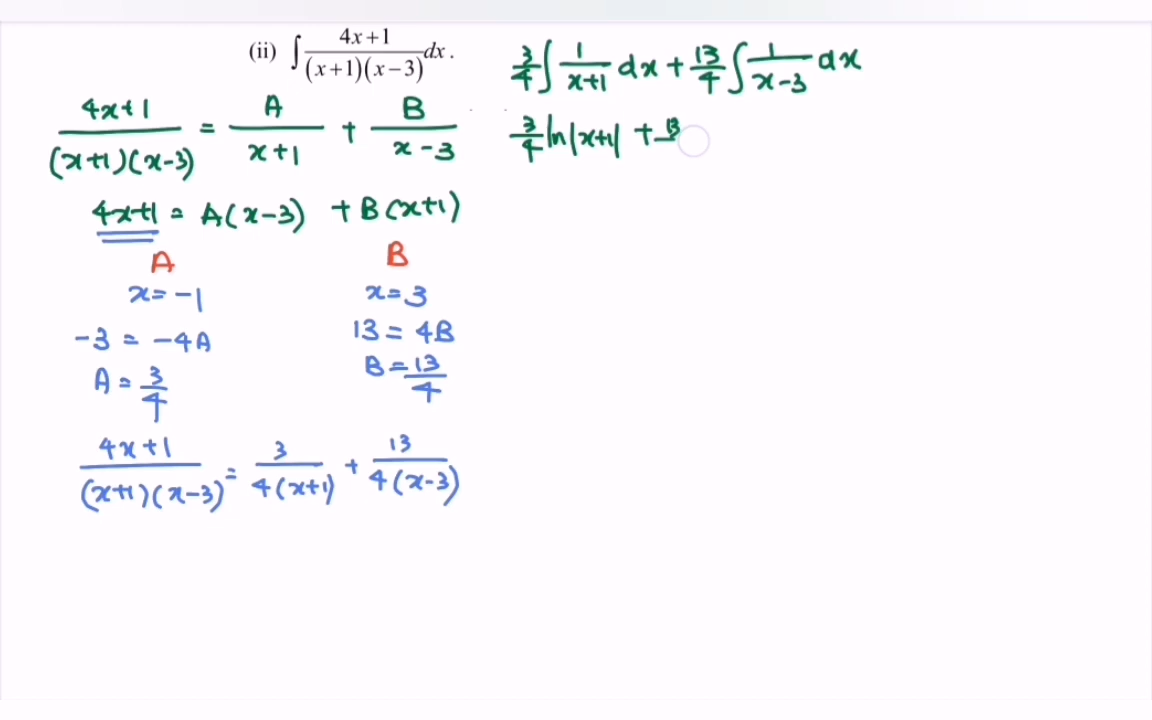 (ii) ∫ 4x+1/(x+1)(x−3) dx.
4x+1/(x+1)(x-3) = A/x+1 + B/x-3
4x+1 = A(x-3) + B(x+1)
A B
x = -1 x = 3
-3 = -4A 13 = 4B
A = 3/4 B = 13/4
4x+1/(x+1)(x-3) = 3/4(x+1) + 13/4(x-3)
3/4 ∫ 1/x+1 dx + 13/4 ∫ 1/x-3 dx
3/4 ln|x+1| + 13